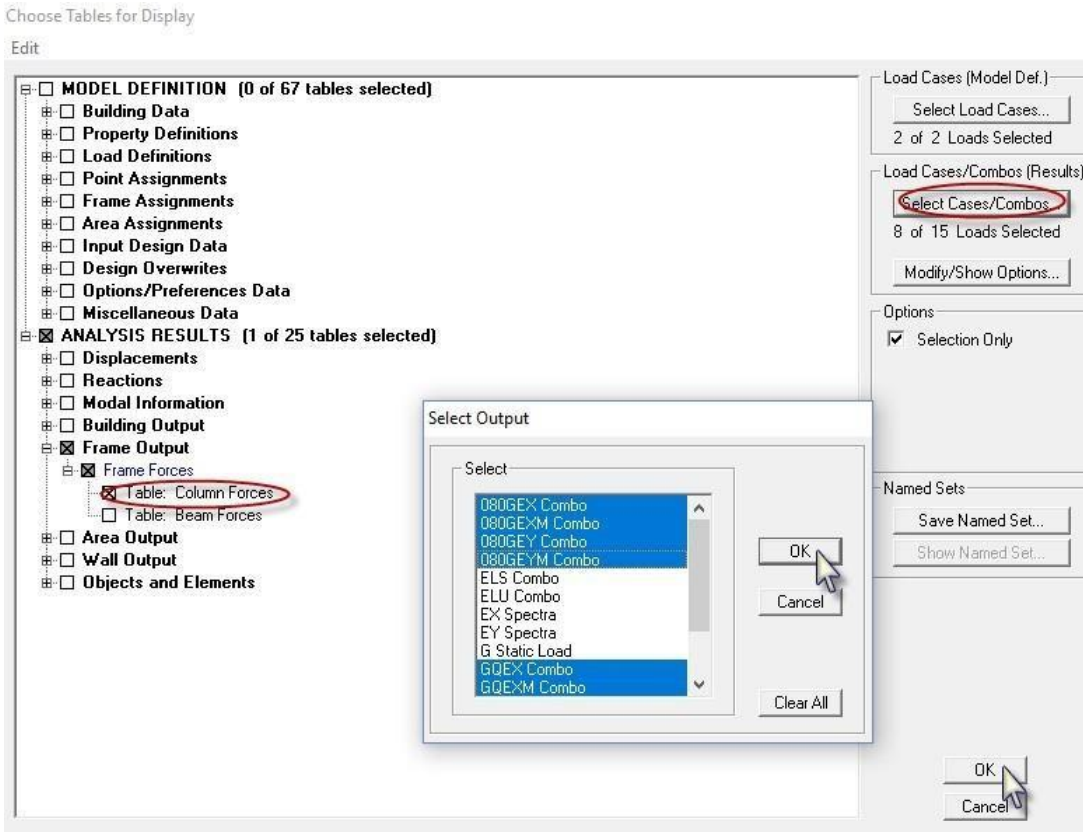 Choose Tables for Display
Edit
MODEL DEFINITION (0 of 67 tables selected)
Building Data
Property Definitions
Load Definitions
Point Assignments
Frame Assignments
Area Assignments
Input Design Data
Design Overwrites
Options/Preferences Data
Miscellaneous Data
ANALYSIS RESULTS (1 of 25 tables selected)
Displacements
Reactions
Modal Information
Building Output
Frame Output
Frame Forces
Table: Column Forces
Table: Beam Forces
Area Output
Wall Output
Objects and Elements
Load Cases (Model Def.)
Select Load Cases...
2 of 2 Loads Selected
Load Cases/Combos (Results)
Select Cases/Combos...
8 of 15 Loads Selected
Modify/Show Options...
Options
Selection Only
Named Sets
Save Named Set...
Show Named Set...
OK
Cancel
Select Output
Select
080GEX Combo
080GEXM Combo
080GEY Combo
080GEYM Combo
ELS Combo
ELU Combo
EX Spectra
EY Spectra
G Static Load
GQEX Combo
GQEXM Combo
OK
Cancel
Clear All